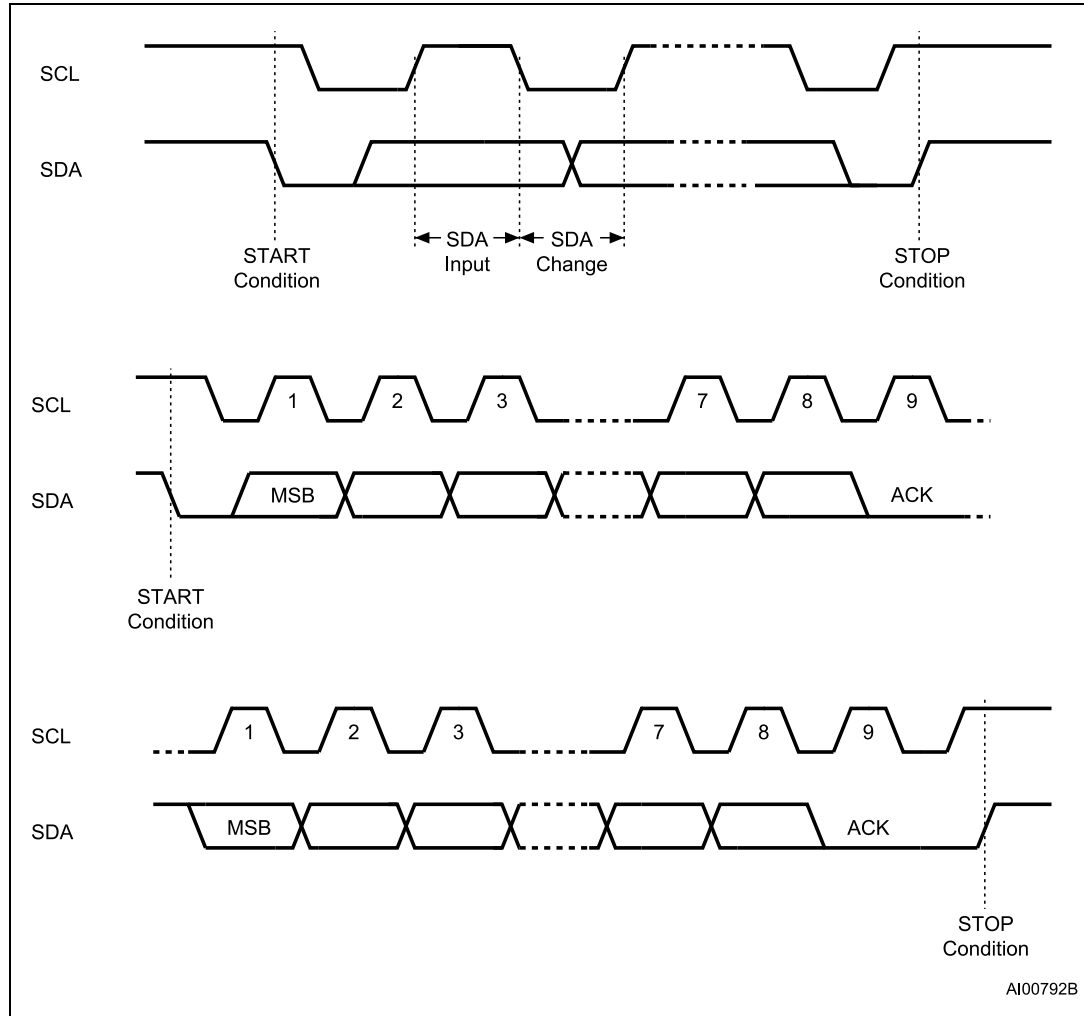 SCL
SDA
SDA
Input
SDA
Change
START
Condition
STOP
Condition
SCL
1 2 3 7 8 9
SDA
MSB
ACK
START
Condition
SCL
1 2 3 7 8 9
SDA
MSB
ACK
STOP
Condition
AI00792B